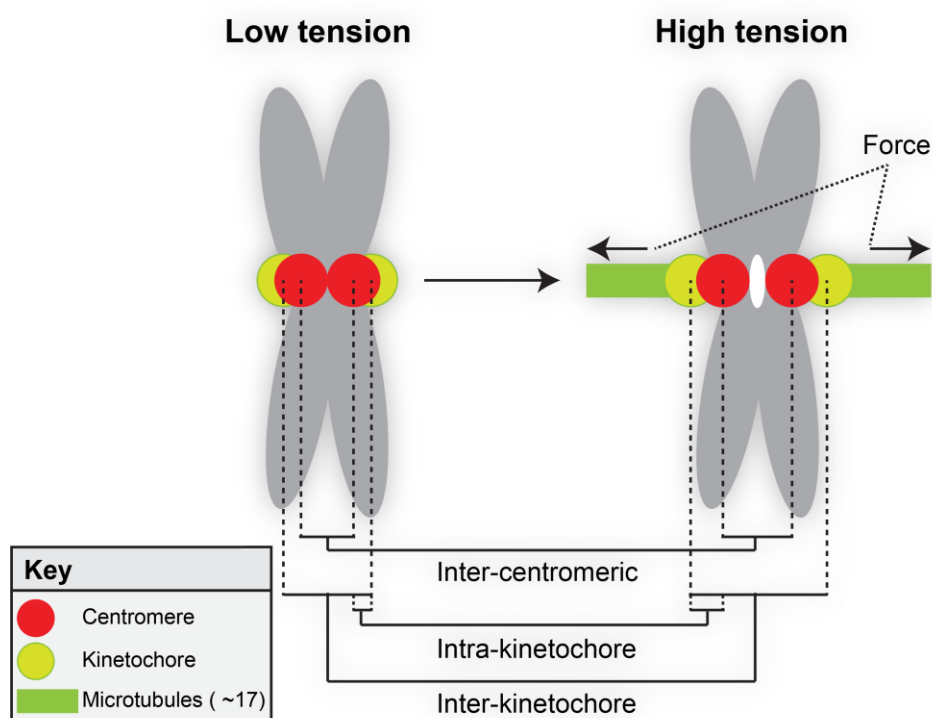 Low tension
High tension
Force
Inter-centromeric
Intra-kinetochore
Inter-kinetochore
Key
Centromere
Kinetochore
Microtubules ( ~17)